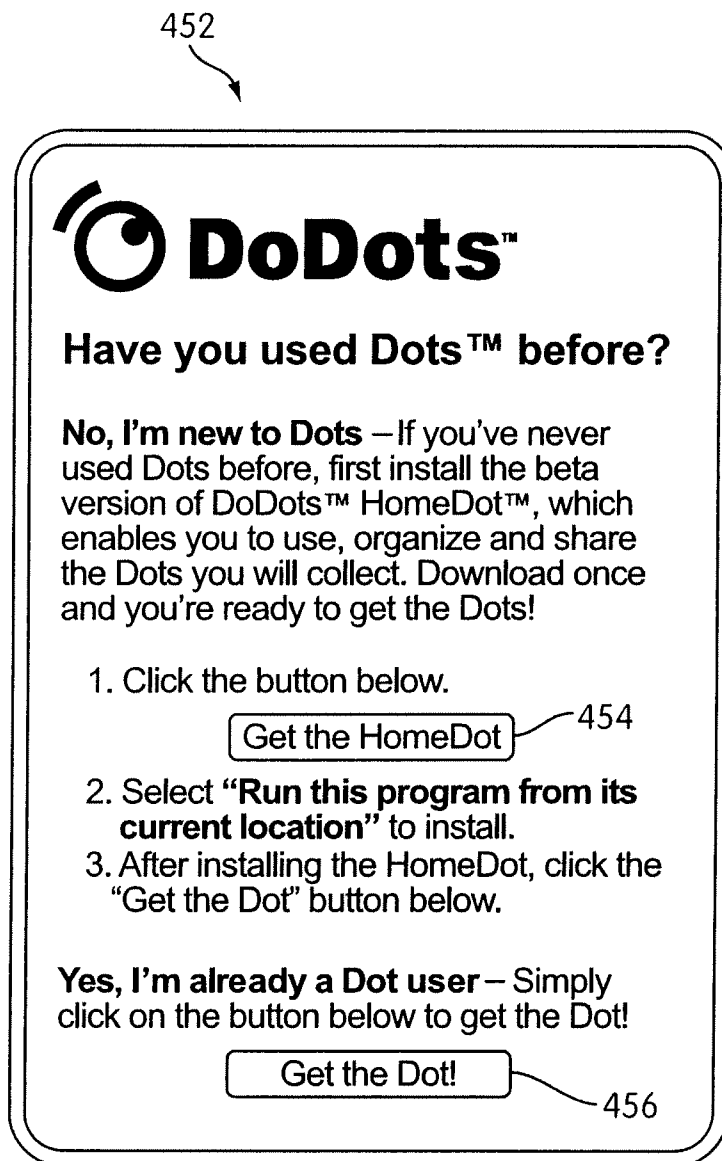 452
DoDots™
Have you used Dots™ before?
No, I'm new to Dots – If you've never
used Dots before, first install the beta
version of DoDots™ HomeDot™, which
enables you to use, organize and share
the Dots you will collect. Download once
and you're ready to get the Dots!
1. Click the button below.
Get the HomeDot
454
2. Select "Run this program from its
current location" to install.
3. After installing the HomeDot, click the
"Get the Dot" button below.
Yes, I'm already a Dot user – Simply
click on the button below to get the Dot!
Get the Dot!
456